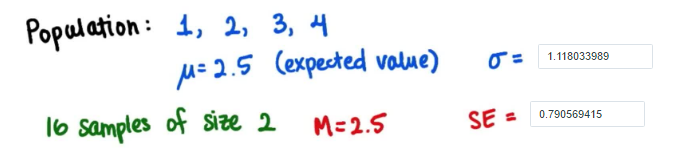 Population: 1, 2, 3, 4
μ = 2.5 (expected value) σ = 1.118033989
16 samples of size 2 M = 2.5 SE = 0.790569415